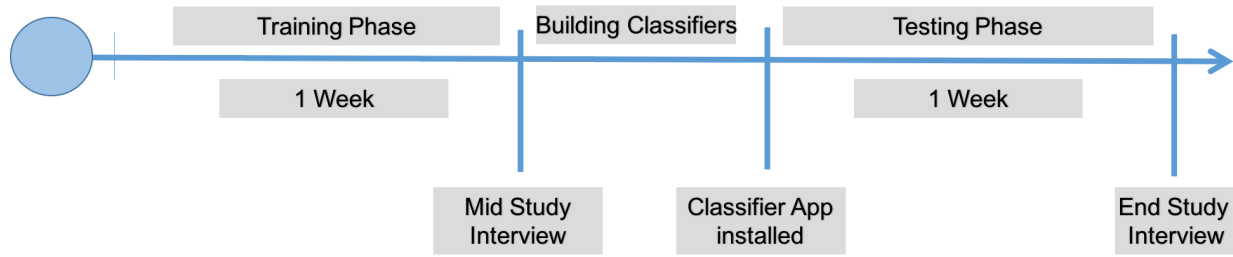 Training Phase
Building Classifiers
Testing Phase
1 Week
1 Week
Mid Study
Interview
Classifier App
installed
End Study
Interview